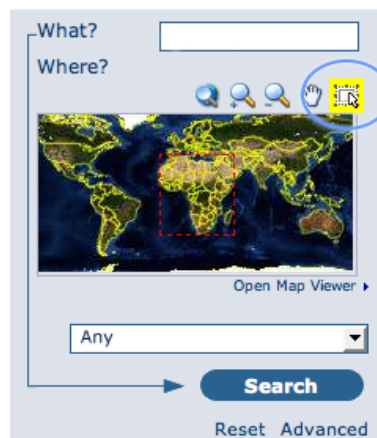 What?
Where?
Open Map Viewer
Any
Search
Reset Advanced